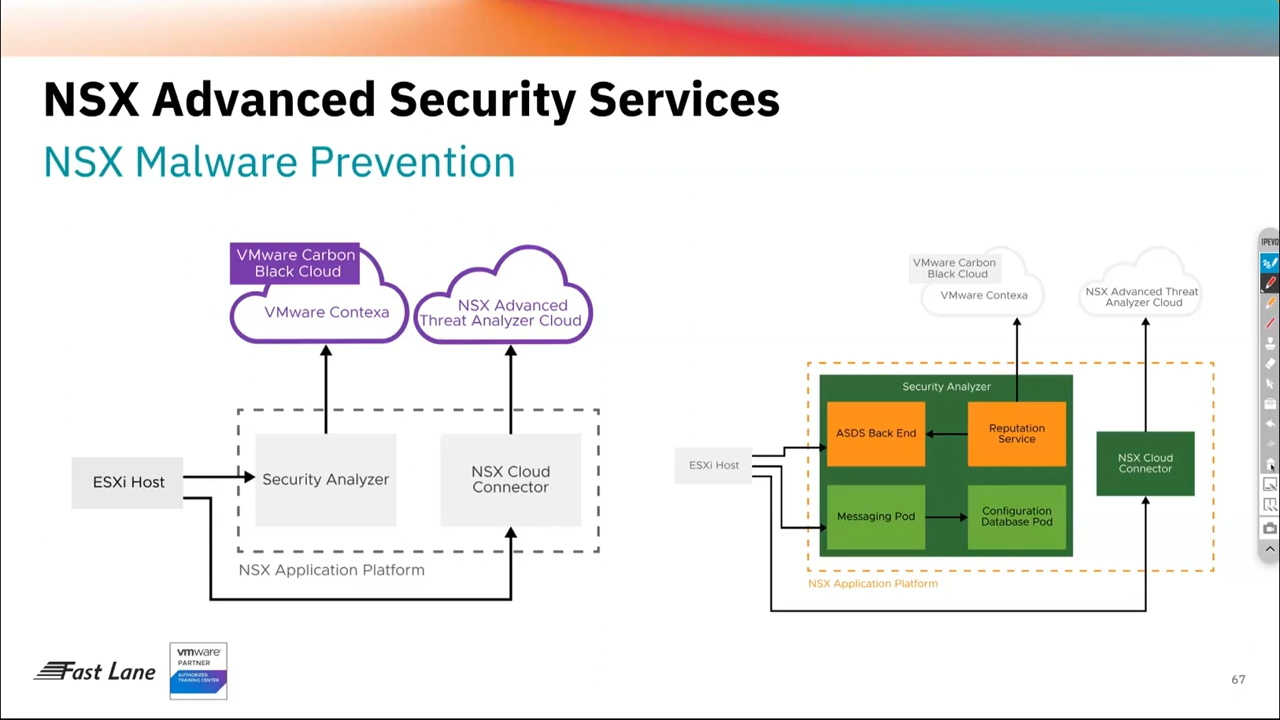 NSX Advanced Security Services
NSX Malware Prevention
VMware Carbon
Black Cloud
VMware Contexa
NSX Advanced
Threat Analyzer Cloud
ESXi Host
Security Analyzer
NSX Cloud
Connector
NSX Application Platform
VMware Carbon
Black Cloud
VMware Contexa
NSX Advanced Threat
Analyzer Cloud
Security Analyzer
ASDS Back End
Reputation
Service
ESXi Host
NSX Cloud
Connector
Messaging Pod
Configuration
Database Pod
NSX Application Platform
IPEVO
Fast Lane
vmware
PARTNER
AUTHORIZED
TRAINING CENTER
67